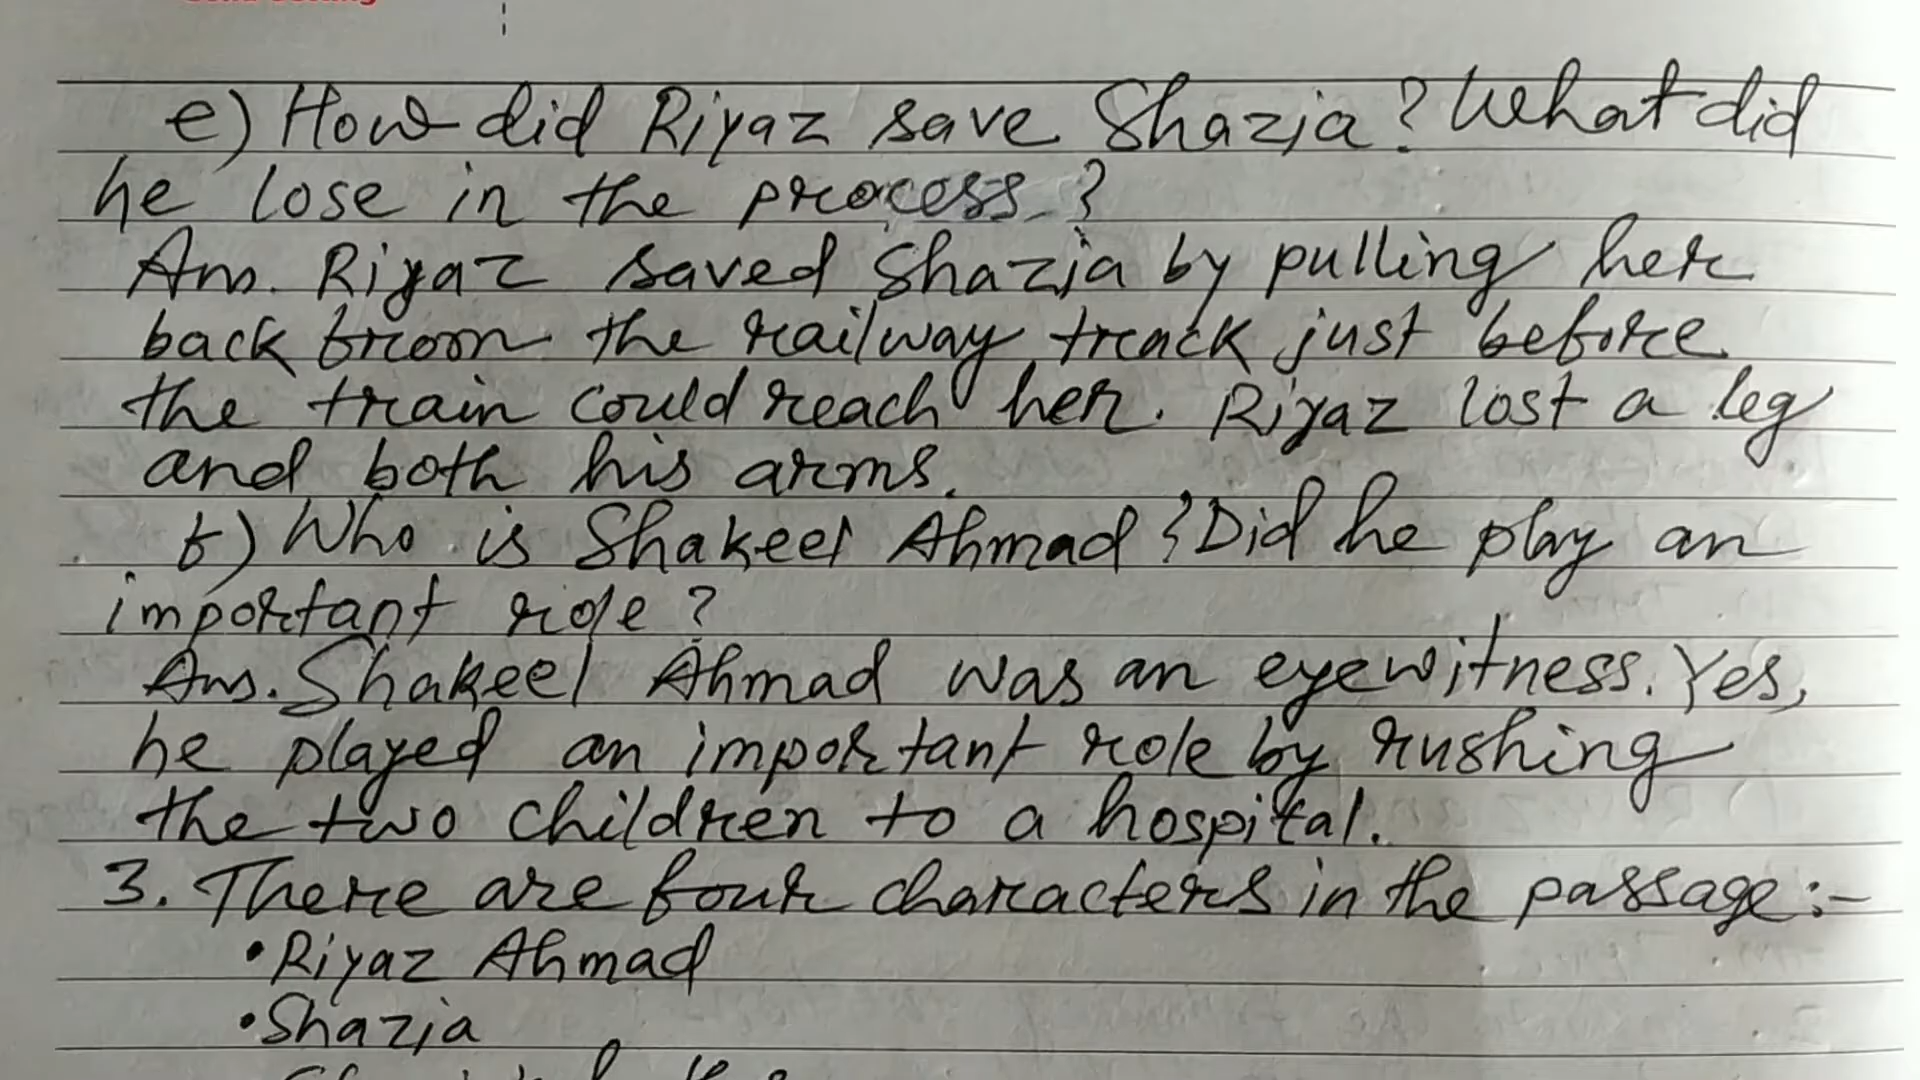 e) How did Riyaz save Shazia? What did
he lose in the process?
Ans. Riyaz saved Shazia by pulling her
back from the railway track just before
the train could reach her. Riyaz lost a leg
and both his arms.
f) Who is Shakeel Ahmad? Did he play an
important role?
Ans. Shakeel Ahmad was an eyewitness. Yes,
he played an important role by rushing
the two children to a hospital.
3. There are four characters in the passage:-
• Riyaz Ahmad
• Shazia